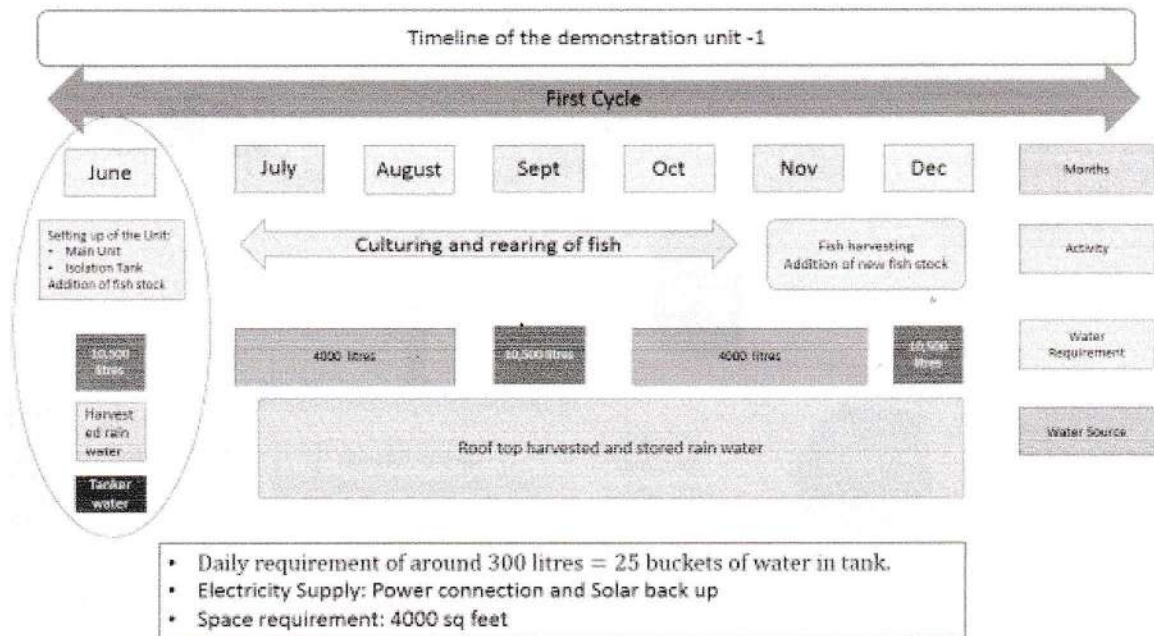 Timeline of the demonstration unit -1
First Cycle
June
July
August
Sept
Oct
Nov
Dec
Months
Setting up of the Unit:
• Main Unit
• Isolation Tank
Addition of fish stock
Culturing and rearing of fish
Fish harvesting
Addition of new fish stock
Activity
10,500
litres
4000 litres
10,500 litres
4000 litres
10,500
litres
Water
Requirement
Harvest
ed rain
water
Roof top harvested and stored rain water
Water Source
Tanker
water
• Daily requirement of around 300 litres = 25 buckets of water in tank.
• Electricity Supply: Power connection and Solar back up
• Space requirement: 4000 sq feet